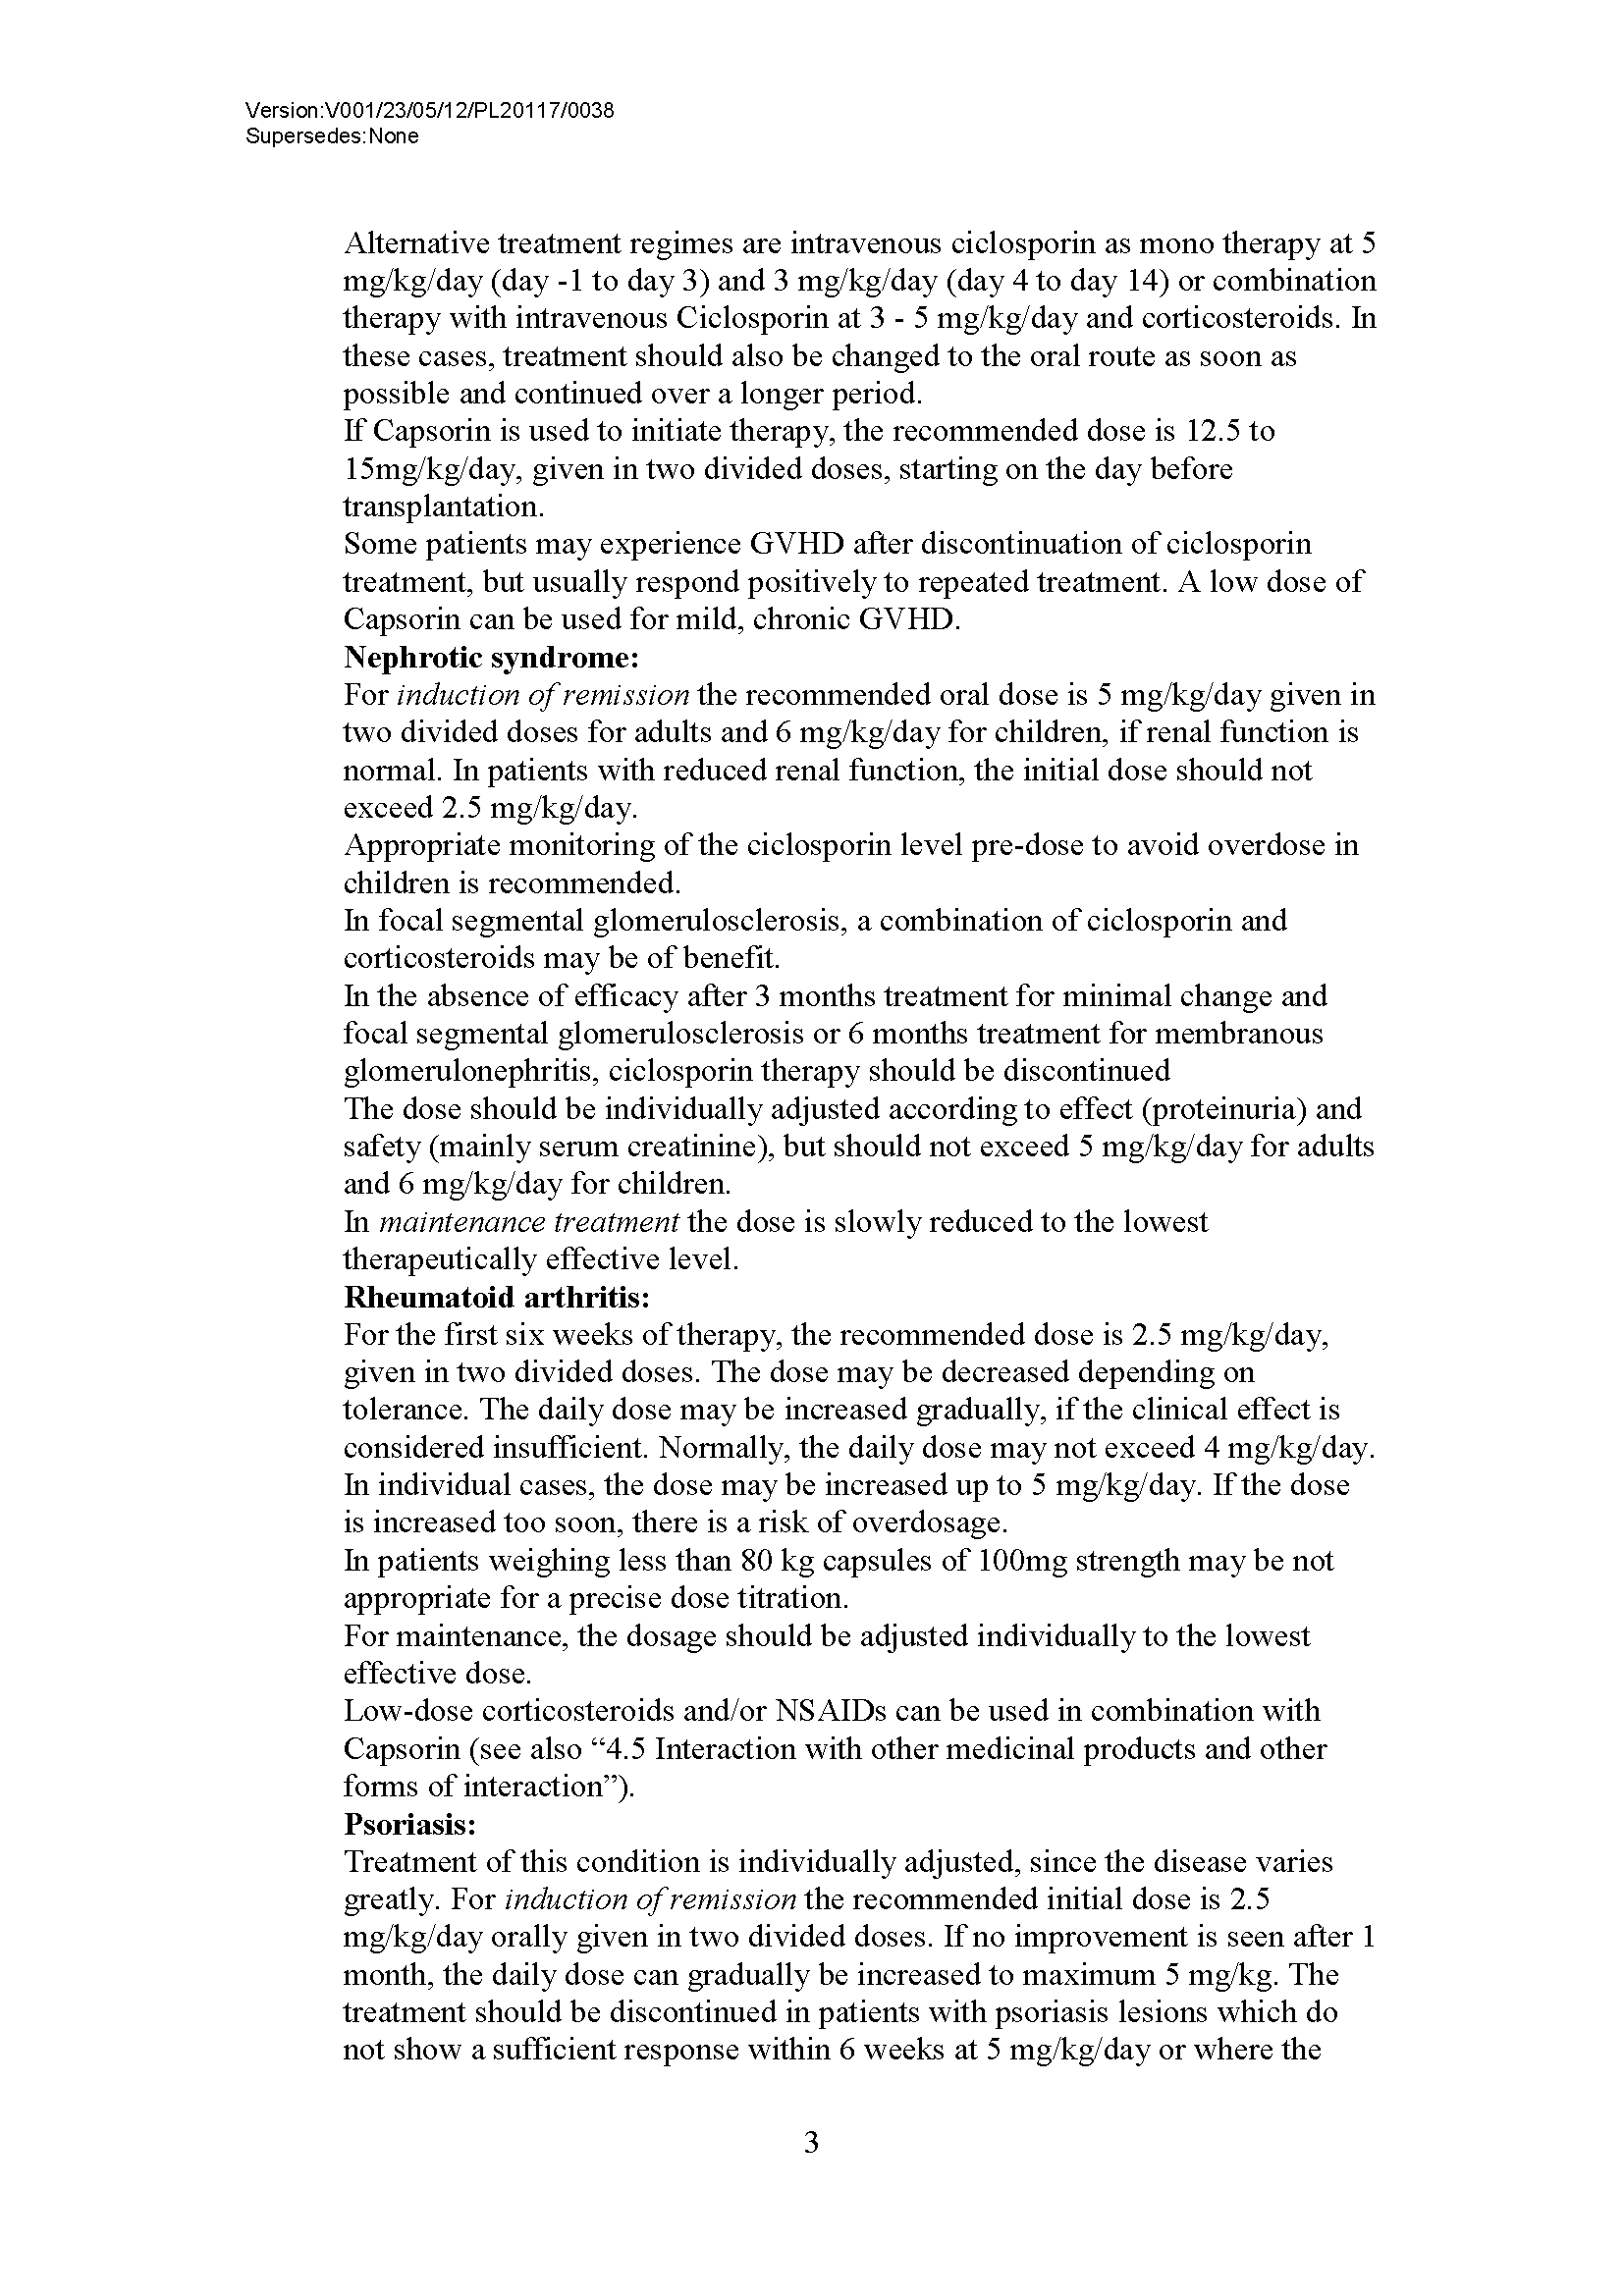 Version:V001/23/05/12/PL20117/0038
Supersedes:None
Alternative treatment regimes are intravenous ciclosporin as mono therapy at 5
mg/kg/day (day -1 to day 3) and 3 mg/kg/day (day 4 to day 14) or combination
therapy with intravenous Ciclosporin at 3 - 5 mg/kg/day and corticosteroids. In
these cases, treatment should also be changed to the oral route as soon as
possible and continued over a longer period.
If Capsorin is used to initiate therapy, the recommended dose is 12.5 to
15mg/kg/day, given in two divided doses, starting on the day before
transplantation.
Some patients may experience GVHD after discontinuation of ciclosporin
treatment, but usually respond positively to repeated treatment. A low dose of
Capsorin can be used for mild, chronic GVHD.
Nephrotic syndrome:
For induction of remission the recommended oral dose is 5 mg/kg/day given in
two divided doses for adults and 6 mg/kg/day for children, if renal function is
normal. In patients with reduced renal function, the initial dose should not
exceed 2.5 mg/kg/day.
Appropriate monitoring of the ciclosporin level pre-dose to avoid overdose in
children is recommended.
In focal segmental glomerulosclerosis, a combination of ciclosporin and
corticosteroids may be of benefit.
In the absence of efficacy after 3 months treatment for minimal change and
focal segmental glomerulosclerosis or 6 months treatment for membranous
glomerulonephritis, ciclosporin therapy should be discontinued
The dose should be individually adjusted according to effect (proteinuria) and
safety (mainly serum creatinine), but should not exceed 5 mg/kg/day for adults
and 6 mg/kg/day for children.
In maintenance treatment the dose is slowly reduced to the lowest
therapeutically effective level.
Rheumatoid arthritis:
For the first six weeks of therapy, the recommended dose is 2.5 mg/kg/day,
given in two divided doses. The dose may be decreased depending on
tolerance. The daily dose may be increased gradually, if the clinical effect is
considered insufficient. Normally, the daily dose may not exceed 4 mg/kg/day.
In individual cases, the dose may be increased up to 5 mg/kg/day. If the dose
is increased too soon, there is a risk of overdosage.
In patients weighing less than 80 kg capsules of 100mg strength may be not
appropriate for a precise dose titration.
For maintenance, the dosage should be adjusted individually to the lowest
effective dose.
Low-dose corticosteroids and/or NSAIDs can be used in combination with
Capsorin (see also “4.5 Interaction with other medicinal products and other
forms of interaction”).
Psoriasis:
Treatment of this condition is individually adjusted, since the disease varies
greatly. For induction of remission the recommended initial dose is 2.5
mg/kg/day orally given in two divided doses. If no improvement is seen after 1
month, the daily dose can gradually be increased to maximum 5 mg/kg. The
treatment should be discontinued in patients with psoriasis lesions which do
not show a sufficient response within 6 weeks at 5 mg/kg/day or where the
3